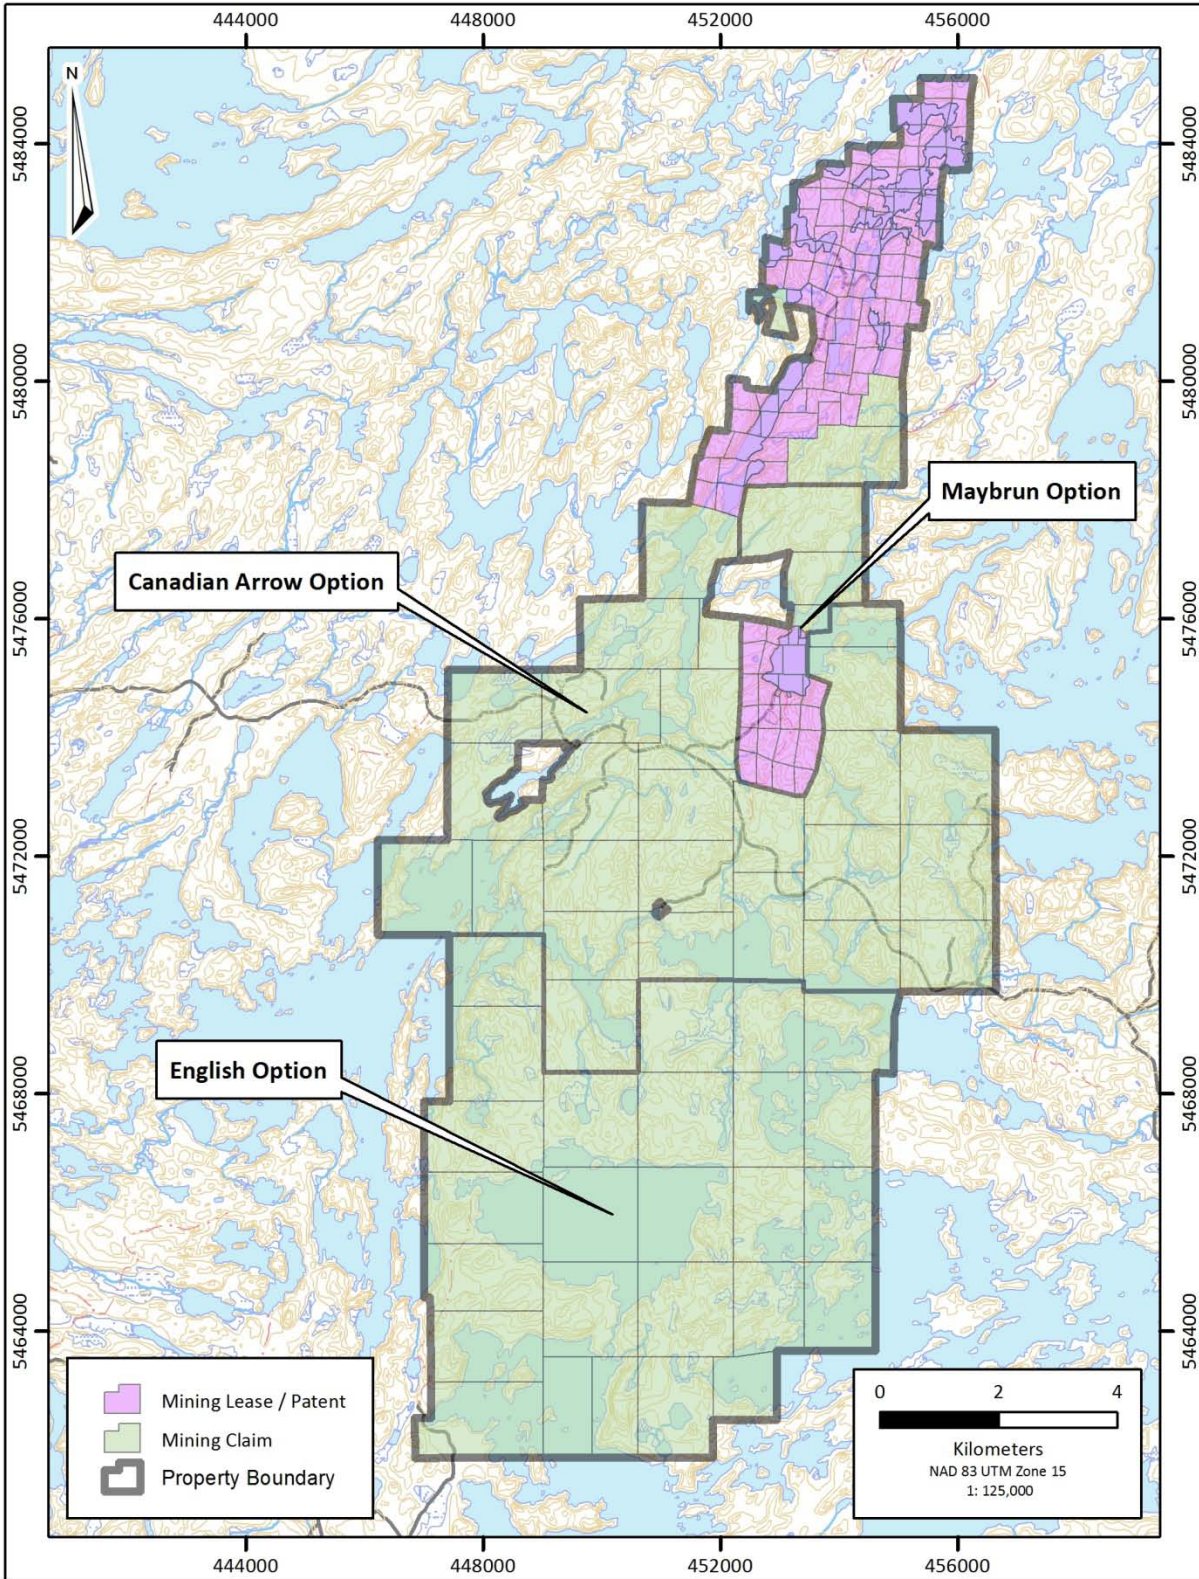 444000 448000 452000 456000
N
5484000 5484000
5480000 5480000
Maybrun Option
Canadian Arrow Option
5476000 5476000
5472000 5472000
English Option
5468000 5468000
5464000 5464000
Mining Lease / Patent
Mining Claim
Property Boundary
0 2 4
Kilometers
NAD 83 UTM Zone 15
1: 125,000
444000 448000 452000 456000